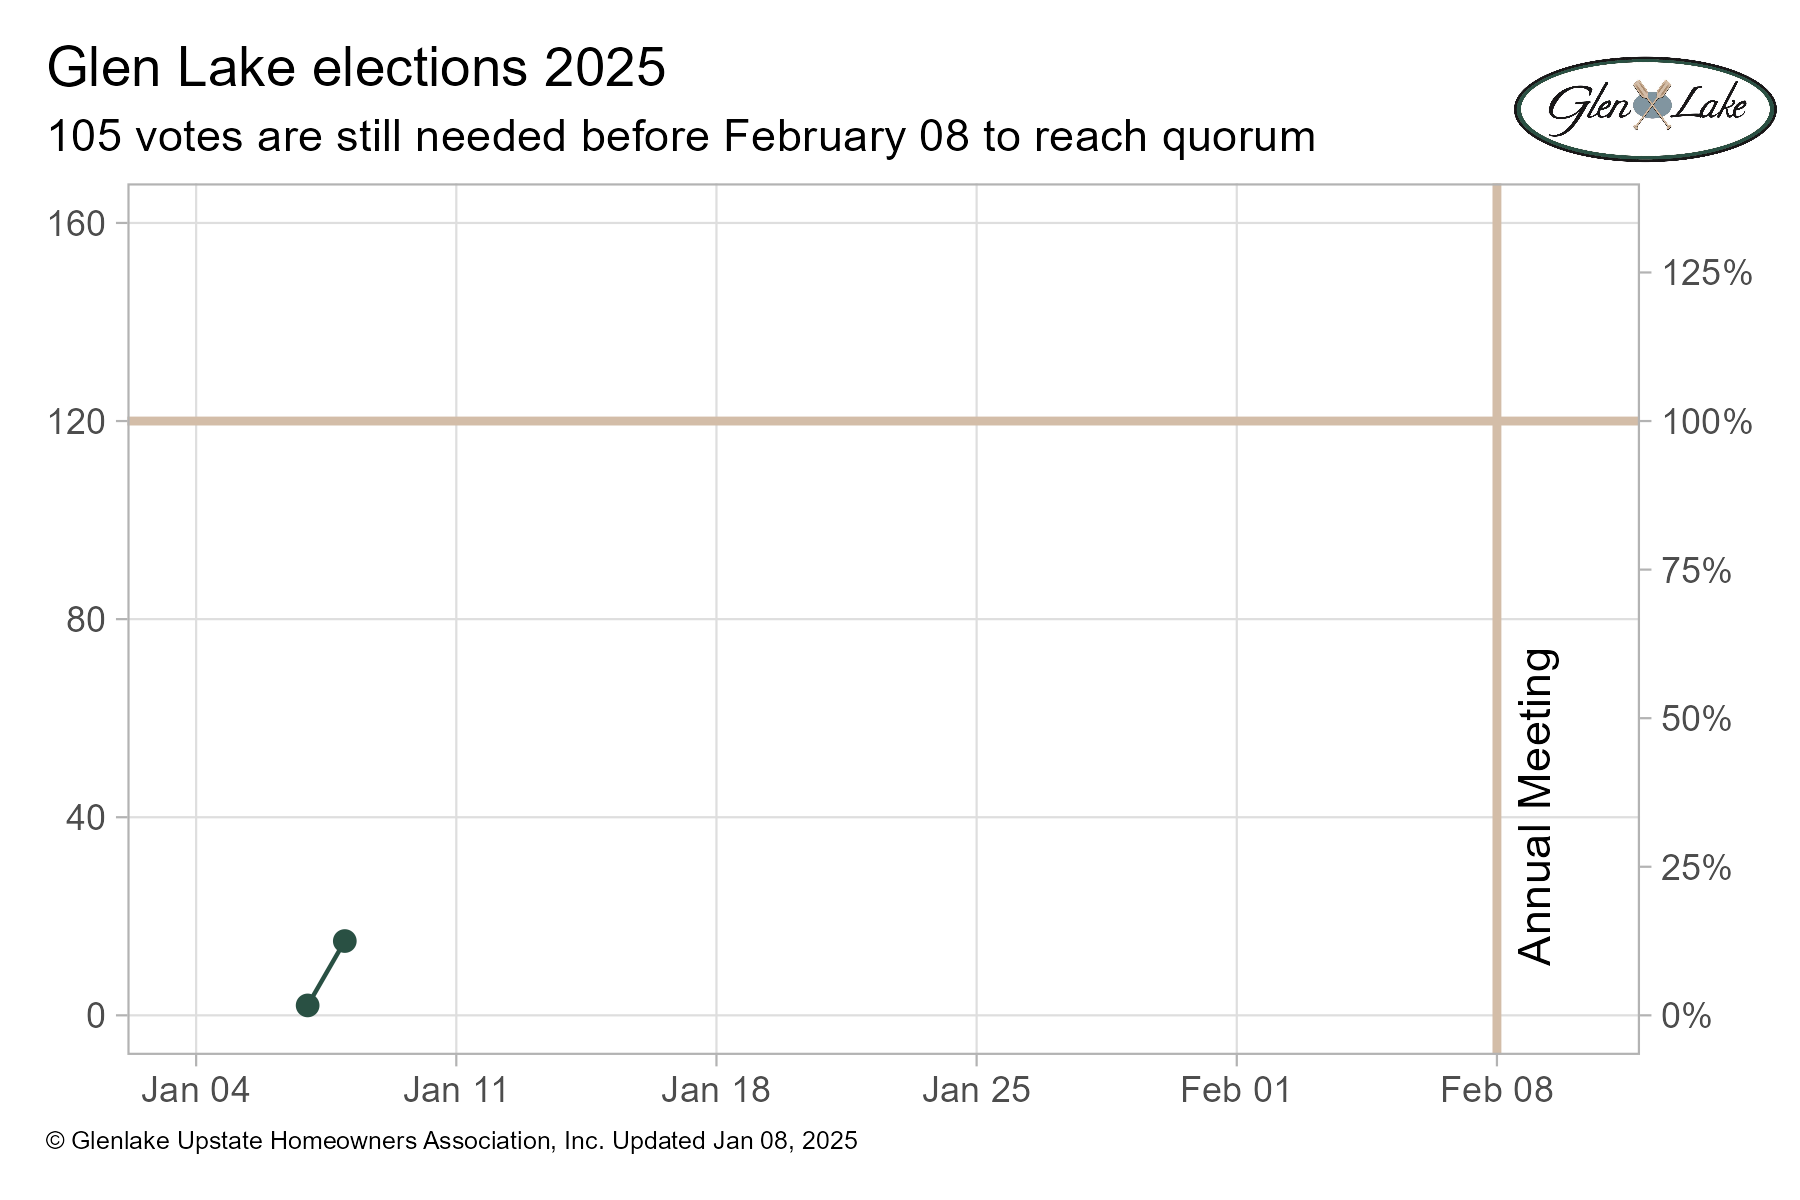 Glen Lake elections 2025
105 votes are still needed before February 08 to reach quorum
Glen Lake
160
120
80
40
0
125%
100%
75%
50%
25%
0%
Annual Meeting
Jan 04
Jan 11
Jan 18
Jan 25
Feb 01
Feb 08
© Glenlake Upstate Homeowners Association, Inc. Updated Jan 08, 2025